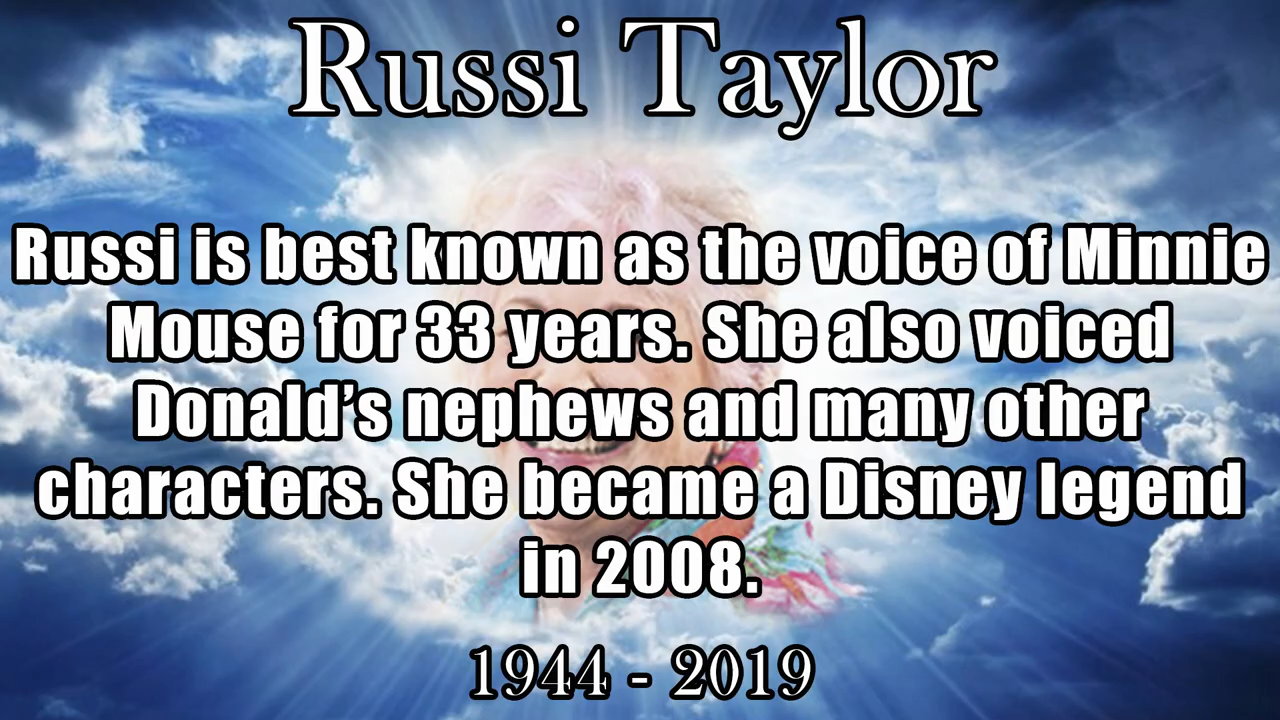 Russi Taylor
Russi is best known as the voice of Minnie
Mouse for 33 years. She also voiced
Donald’s nephews and many other
characters. She became a Disney legend
in 2008.
1944 - 2019